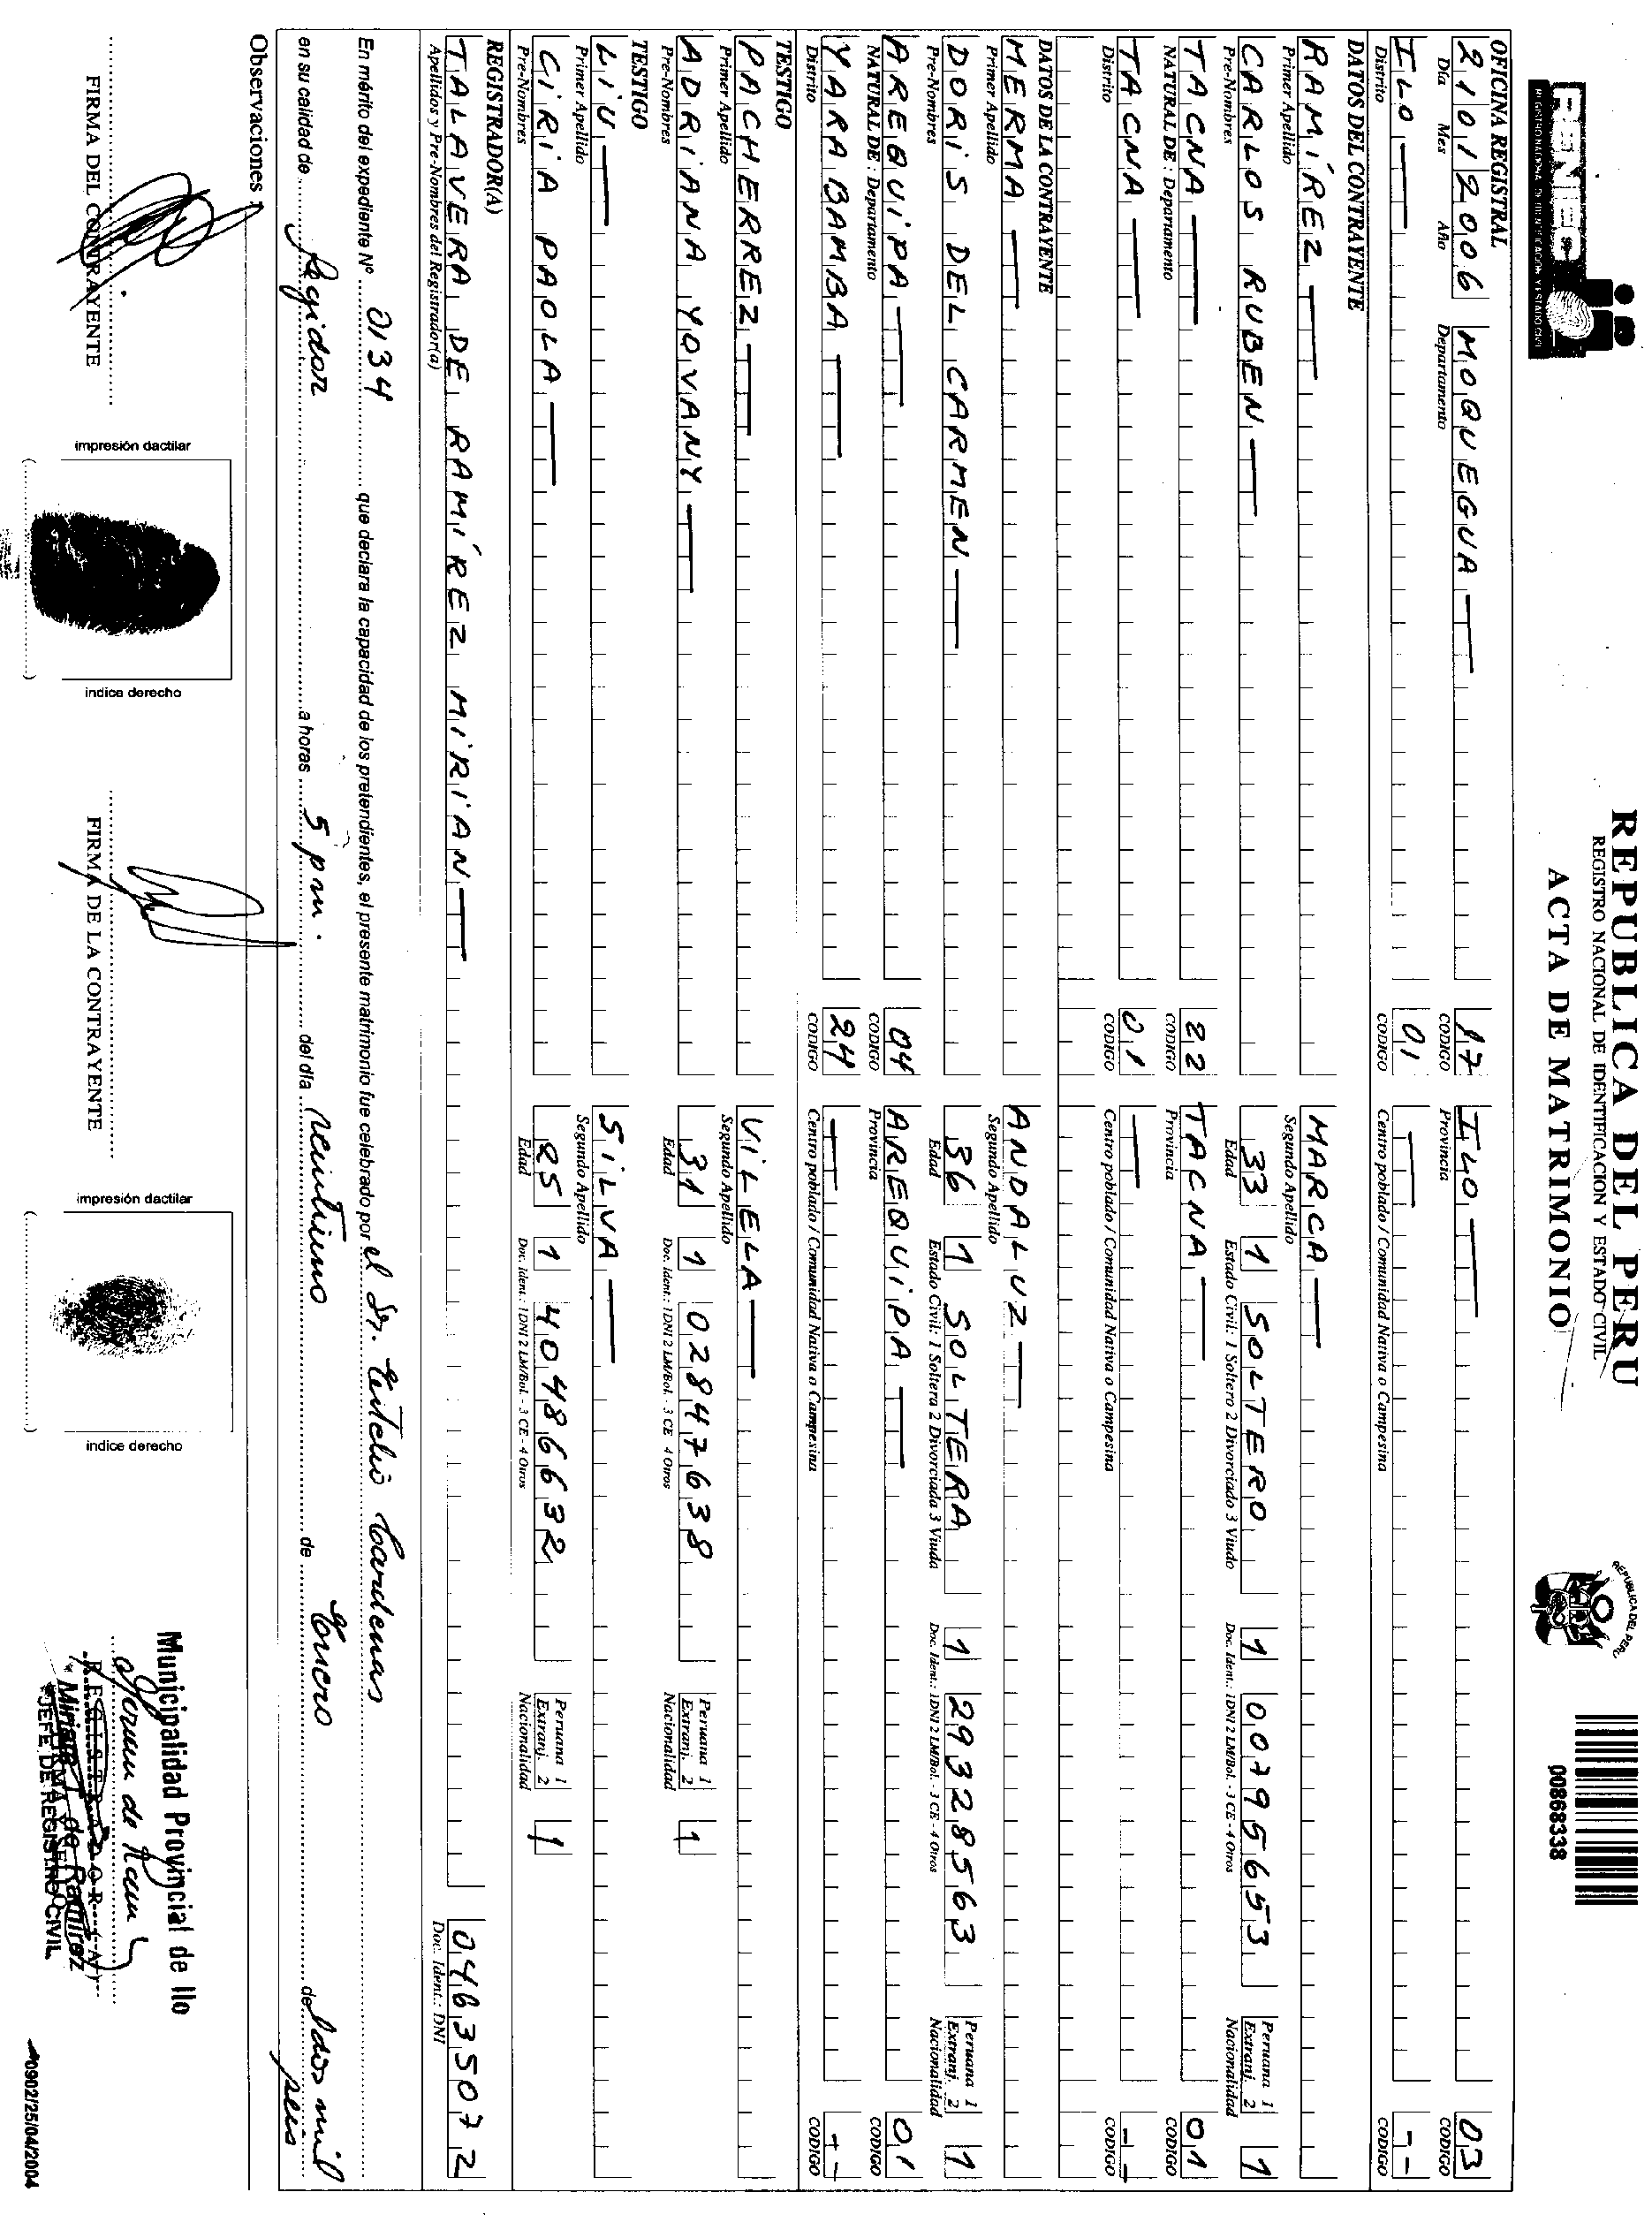 REPUBLICA DEL PERU
REGISTRO NACIONAL DE IDENTIFICACION Y ESTADO CIVIL
ACTA DE MATRIMONIO
RENIEC
REGISTRO NACIONAL DE IDENTIFICACION Y ESTADO CIVIL
REPUBLICA DEL PERU
00868338
OFICINA REGISTRAL
21012006 MOQUEGUA 17 ILO 03
Día Mes Año Departamento CODIGO Provincia CODIGO
ILO 01 — --
Distrito CODIGO Centro poblado / Comunidad Nativa o Campesina CODIGO
DATOS DEL CONTRAYENTE
RAMÍREZ MARCA
Primer Apellido Segundo Apellido
CARLOS RUBEN 33 1 SOLTERO 1 00795653 Peruana 1 Extranj. 2 1
Pre-Nombres Edad Estado Civil: 1 Soltero 2 Divorciado 3 Viudo Doc. Ident.: 1DNI 2 LM/Bol. - 3 CE - 4 Otros Nacionalidad
TACNA 22 TACNA 01
NATURAL DE : Departamento CODIGO Provincia CODIGO
TACNA 01 — --
Distrito CODIGO Centro poblado / Comunidad Nativa o Campesina CODIGO
DATOS DE LA CONTRAYENTE
MERMA ANDALUZ
Primer Apellido Segundo Apellido
DORIS DEL CARMEN 36 1 SOLTERA 1 29328563 Peruana 1 Extranj. 2 1
Pre-Nombres Edad Estado Civil: 1 Soltera 2 Divorciada 3 Viuda Doc. Ident.: 1DNI 2 LM/Bol. - 3 CE - 4 Otros Nacionalidad
AREQUIPA 04 AREQUIPA 01
NATURAL DE : Departamento CODIGO Provincia CODIGO
YARABAMBA 24 — --
Distrito CODIGO Centro poblado / Comunidad Nativa o Campesina CODIGO
TESTIGO
PACHERREZ VILELA
Primer Apellido Segundo Apellido
ADRIANA YOVANY 31 1 02847638 Peruana 1 Extranj. 2 1
Pre-Nombres Edad Doc. Ident.: 1DNI 2 LM/Bol. - 3 CE 4 Otros Nacionalidad
TESTIGO
LIU SILVA
Primer Apellido Segundo Apellido
CIRIA PAOLA 25 1 40486632 Peruana 1 Extranj. 2 1
Pre-Nombres Edad Doc. Ident.: 1DNI 2 LM/Bol. - 3 CE - 4 Otros Nacionalidad
REGISTRADOR(A)
TALAVERA DE RAMÍREZ MIRIAN 04635072
Apellidos y Pre-Nombres del Registrador(a) Doc. Ident.: DNI
En mérito del expediente Nº 0134 que declara la capacidad de los pretendientes, el presente matrimonio fue celebrado por el Sr. Cardenas
en su calidad de Regidor a horas 5 pm. del día veintiuno de Enero de dos mil seis
Observaciones :
FIRMA DEL CONTRAYENTE
impresión dactilar
indice derecho
FIRMA DE LA CONTRAYENTE
impresión dactilar
indice derecho
Municipalidad Provincial de Ilo
REGISTRADOR(A)
JEFE DE REGISTRO CIVIL
0902/25/04/2004